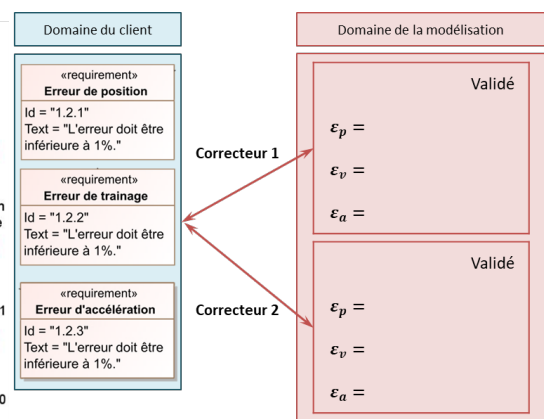 Domaine du client
«requirement»
Erreur de position
Id = "1.2.1"
Text = "L'erreur doit être
inférieure à 1%."
«requirement»
Erreur de trainage
Id = "1.2.2"
Text = "L'erreur doit être
inférieure à 1%."
«requirement»
Erreur d'accélération
Id = "1.2.3"
Text = "L'erreur doit être
inférieure à 1%."
Correcteur 1
Correcteur 2
Domaine de la modélisation
Validé
εp =
εv =
εa =
Validé
εp =
εv =
εa =